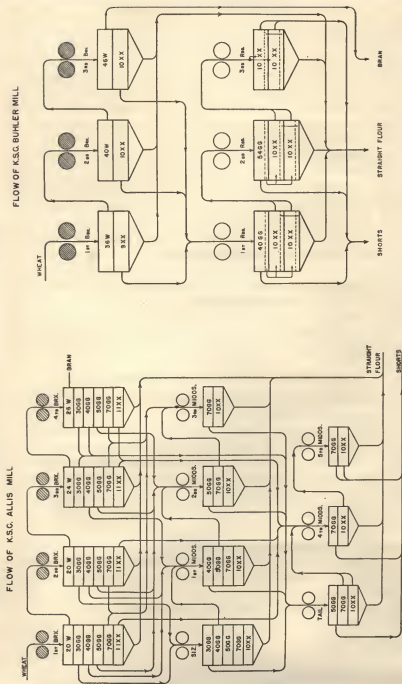 FLOW OF K.S.C. BUHLER MILL
WHEAT
1st Bkn.
2nd Bkn.
3rd Bkn.
36W
9XX
40W
10XX
46W
10XX
1st Red.
2nd Red.
3rd Red.
40GG
10XX
10XX
54GG
10XX
10XX
10XX
10XX
SHORTS
STRAIGHT FLOUR
BRAN
FLOW OF K.S.C. ALLIS MILL
WHEAT
1st BRK.
2nd BRK.
3rd BRK.
4th BRK.
BRAN
20 W
30GG
40GG
50GG
70GG
11XX
20 W
30GG
40GG
50GG
70GG
11XX
24 W
30GG
40GG
50GG
70GG
11XX
26 W
30GG
40GG
50GG
70GG
11XX
SIZ.
1st MIDDS.
2nd MIDDS.
3rd MIDDS.
30GG
40GG
50GG
70GG
10XX
40GG
50GG
70GG
10XX
50GG
70GG
10XX
70GG
10XX
TAIL.
4th MIDDS.
5th MIDDS.
50GG
70GG
10XX
70GG
10XX
70GG
10XX
STRAIGHT
FLOUR
SHORTS